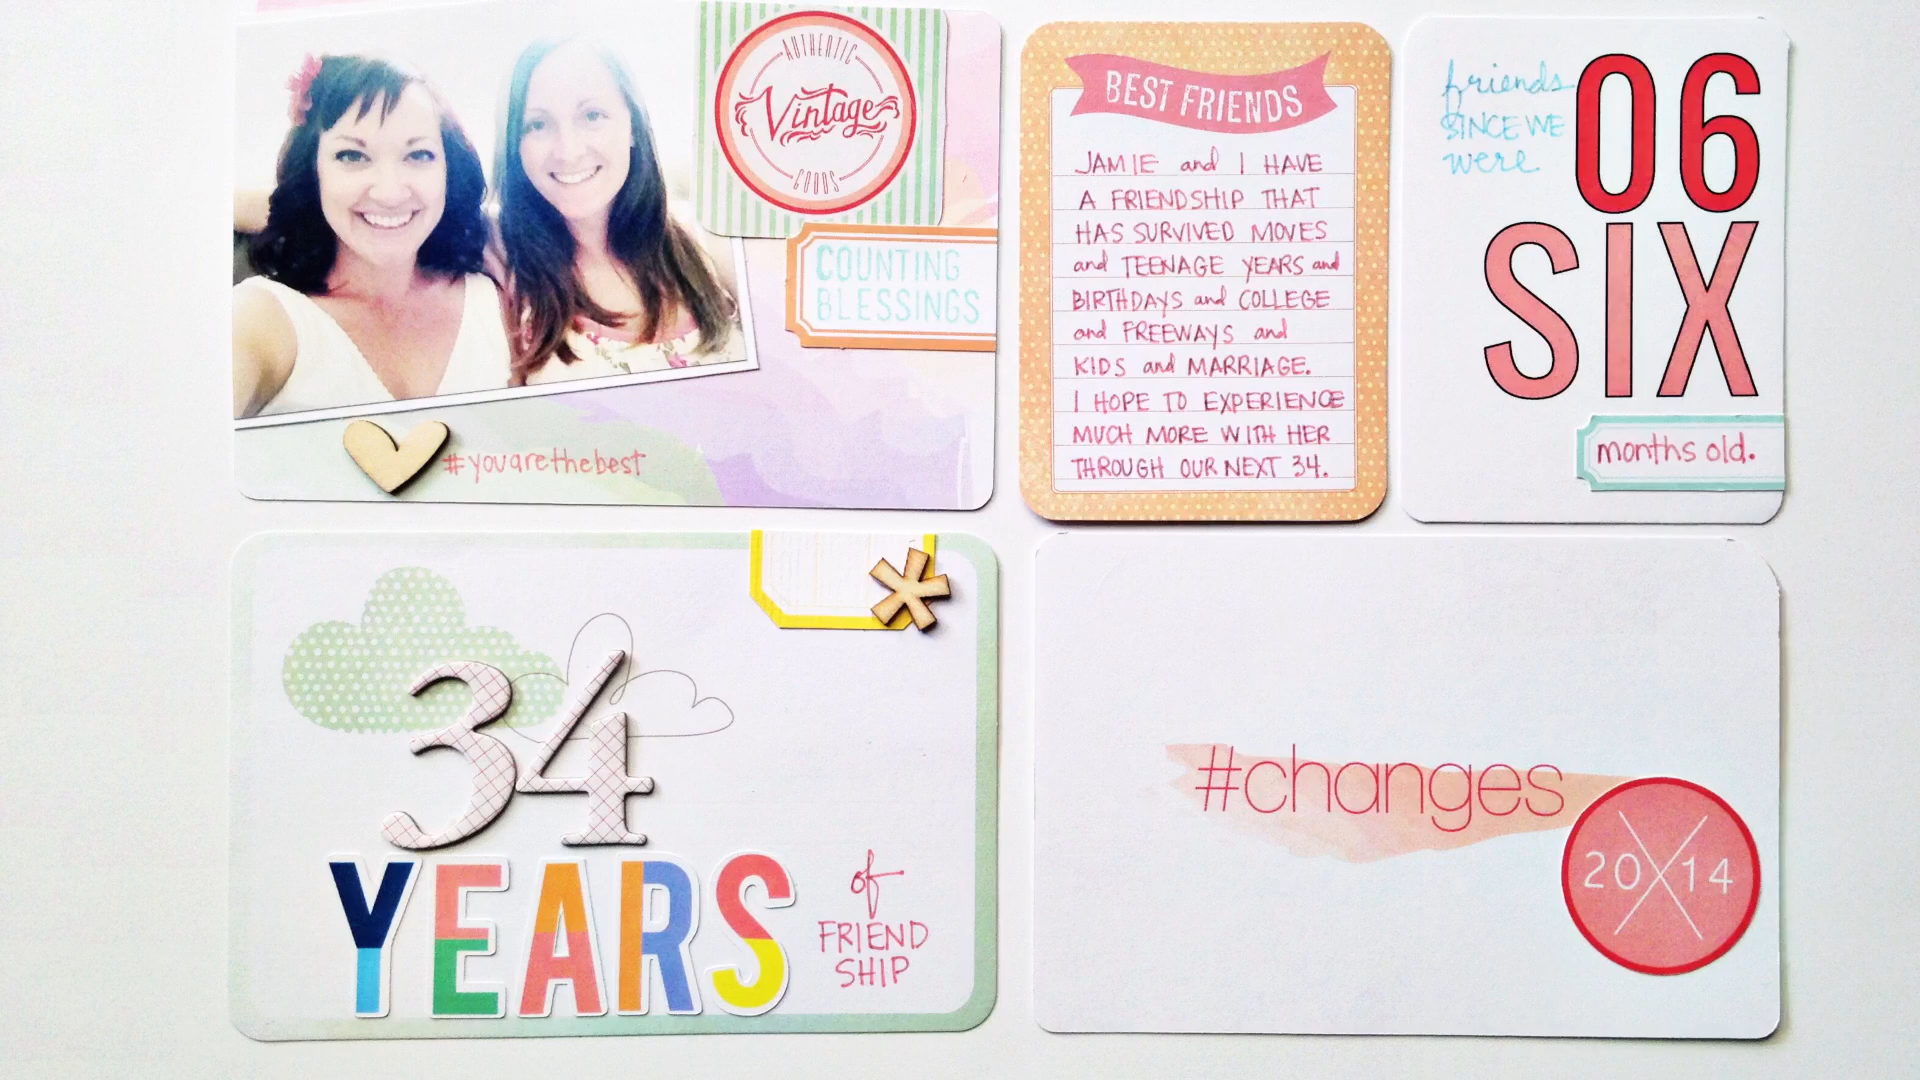 AUTHENTIC
Vintage
GOODS
COUNTING
BLESSINGS
#youarethebest
BEST FRIENDS
JAMIE and I HAVE
A FRIENDSHIP THAT
HAS SURVIVED MOVES
and TEENAGE YEARS and
BIRTHDAYS and COLLEGE
and FREEWAYS and
KIDS and MARRIAGE.
I HOPE TO EXPERIENCE
MUCH MORE WITH HER
THROUGH OUR NEXT 34.
friends
SINCE WE
were
06
SIX
months old.
34
YEARS
of
FRIEND
SHIP
#changes
20 14